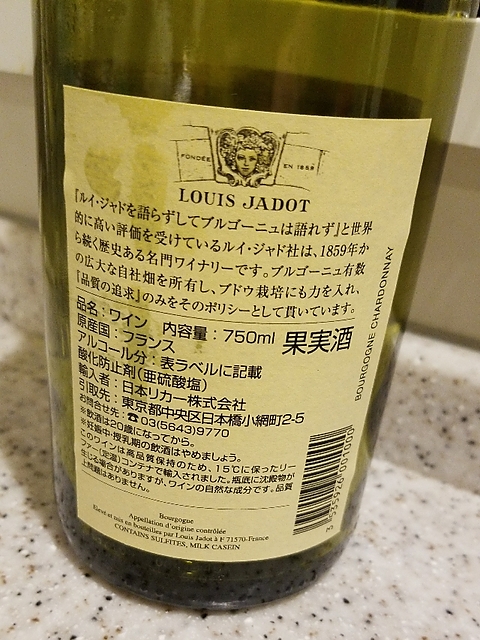 FONDÉE EN 1859
LOUIS JADOT
『ルイ・ジャドを語らずしてブルゴーニュは語れず』と世界
的に高い評価を受けているルイ・ジャド社は、1859年か
ら続く歴史ある名門ワイナリーです。ブルゴーニュ有数
の広大な自社畑を所有し、ブドウ栽培にも力を入れ、
『品質の追求』のみをそのポリシーとして貫いています。
品名：ワイン 内容量：750ml 果実酒
原産国：フランス
アルコール分：表ラベルに記載
酸化防止剤(亜硫酸塩)
輸入者：日本リカー株式会社
引取先：東京都中央区日本橋小網町2-5
お問合せ先：☎03(5643)9770
※飲酒は20歳になってから。
※妊娠中・授乳期の飲酒はやめましょう。
このワインは高品質保持のため、15℃に保ったリー
ファー(定温)コンテナで輸入されました。瓶底に沈殿物が
生じる場合がありますが、ワインの自然な成分です。品質
上問題はありません。
Bourgogne
Appellation d'origine contrôlée
Elevé et mis en bouteilles par Louis Jadot à F 71570-France
CONTAINS SULFITES, MILK CASEIN
BOURGOGNE CHARDONNAY